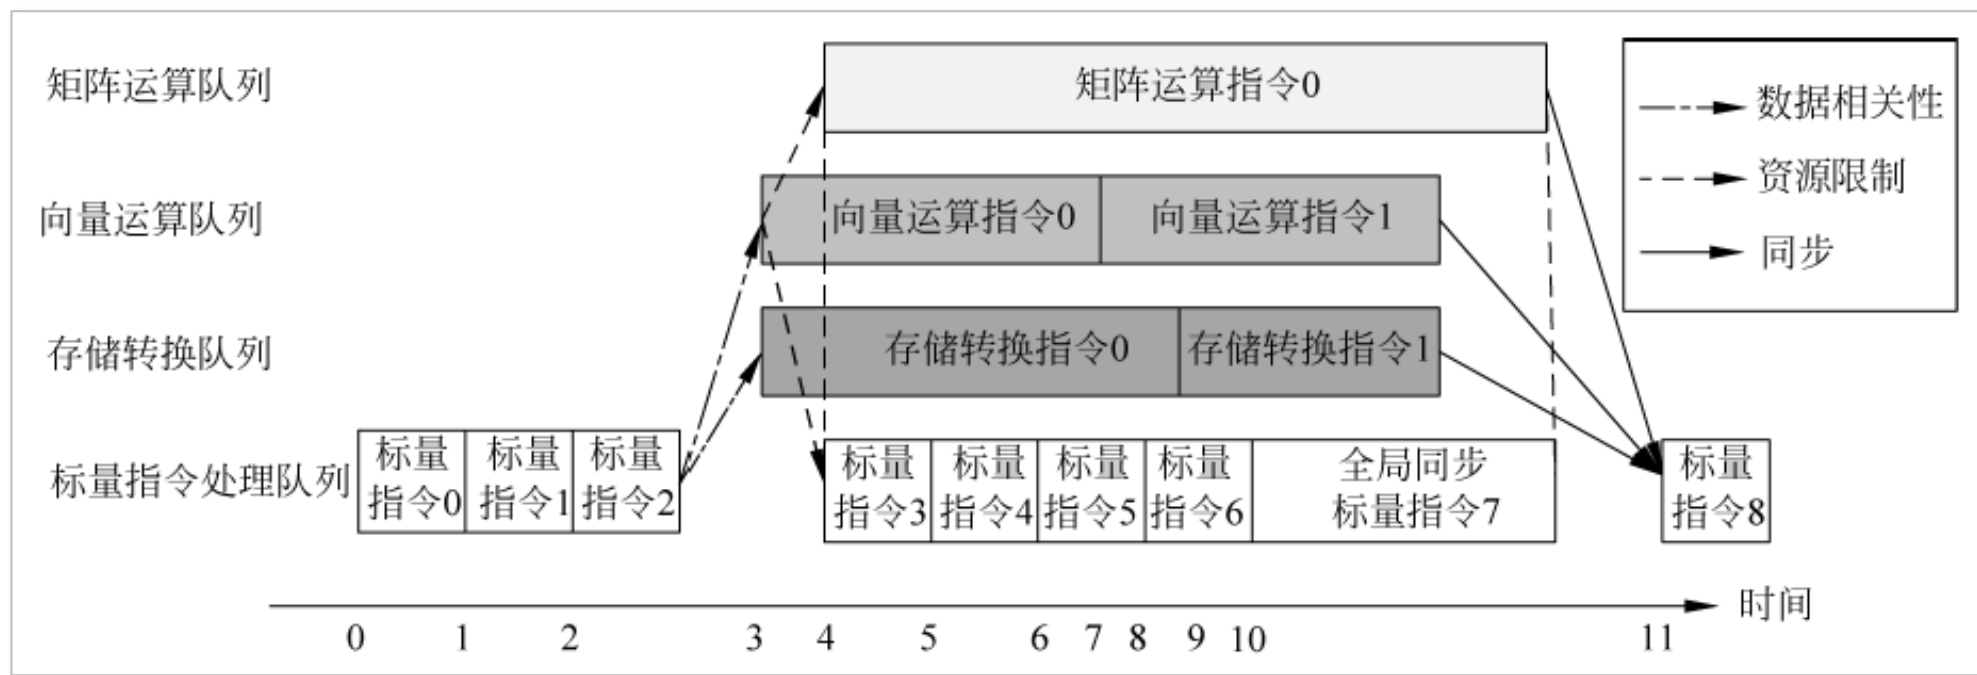 矩阵运算队列
矩阵运算指令0
向量运算队列
向量运算指令0
向量运算指令1
存储转换队列
存储转换指令0
存储转换指令1
标量指令处理队列
标量
指令0
标量
指令1
标量
指令2
标量
指令3
标量
指令4
标量
指令5
标量
指令6
全局同步
标量指令7
标量
指令8
数据相关性
资源限制
同步
时间
0
1
2
3
4
5
6
7
8
9
10
11